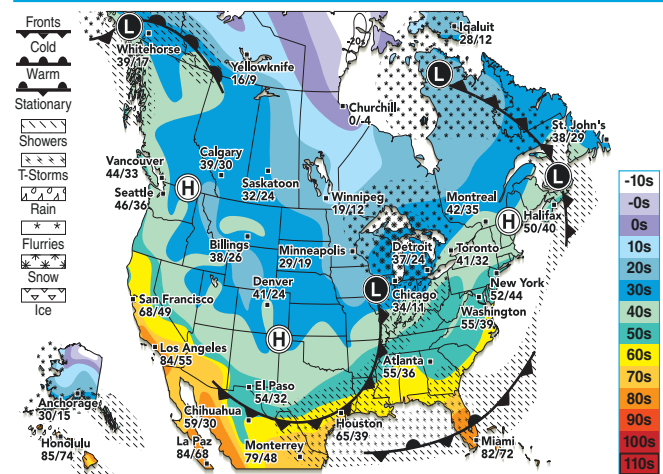 Fronts
Cold
Warm
Stationary
Showers
T-Storms
Rain
Flurries
Snow
Ice
L
Whitehorse
39/17
Yellowknife
16/9
-20s
Iqaluit
28/12
L
Churchill
0/-4
St. John's
38/29
Calgary
39/30
Vancouver
44/33
Seattle
46/36
H
Saskatoon
32/24
Winnipeg
19/12
Montreal
42/35
L
H
Halifax
50/40
Billings
38/26
Minneapolis
29/19
Detroit
37/24
Toronto
41/32
Denver
41/24
L
Chicago
34/11
New York
52/44
San Francisco
68/49
Washington
55/39
H
Los Angeles
84/55
Atlanta
55/36
El Paso
54/32
Anchorage
30/15
Chihuahua
59/30
Houston
65/39
Honolulu
85/74
La Paz
84/68
Monterrey
79/48
Miami
82/72
-10s
-0s
0s
10s
20s
30s
40s
50s
60s
70s
80s
90s
100s
110s